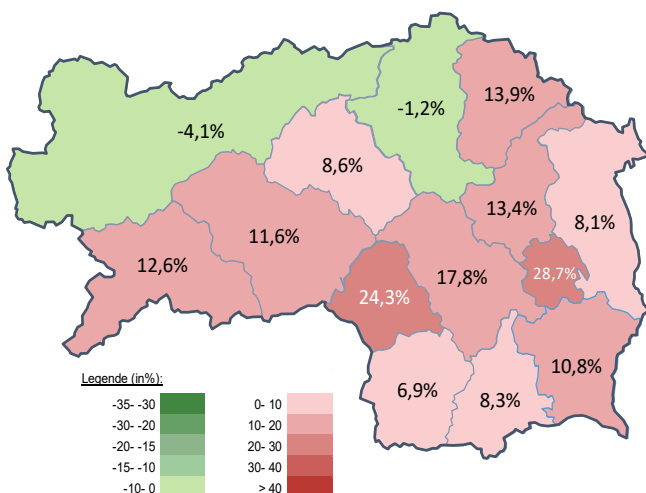 -1,2%
13,9%
-4,1%
8,6%
13,4%
8,1%
11,6%
12,6%
17,8%
28,7%
24,3%
10,8%
6,9%
8,3%
Legende (in%):
-35- -30 0- 10
-30- -20 10- 20
-20- -15 20- 30
-15- -10 30- 40
-10- 0 > 40